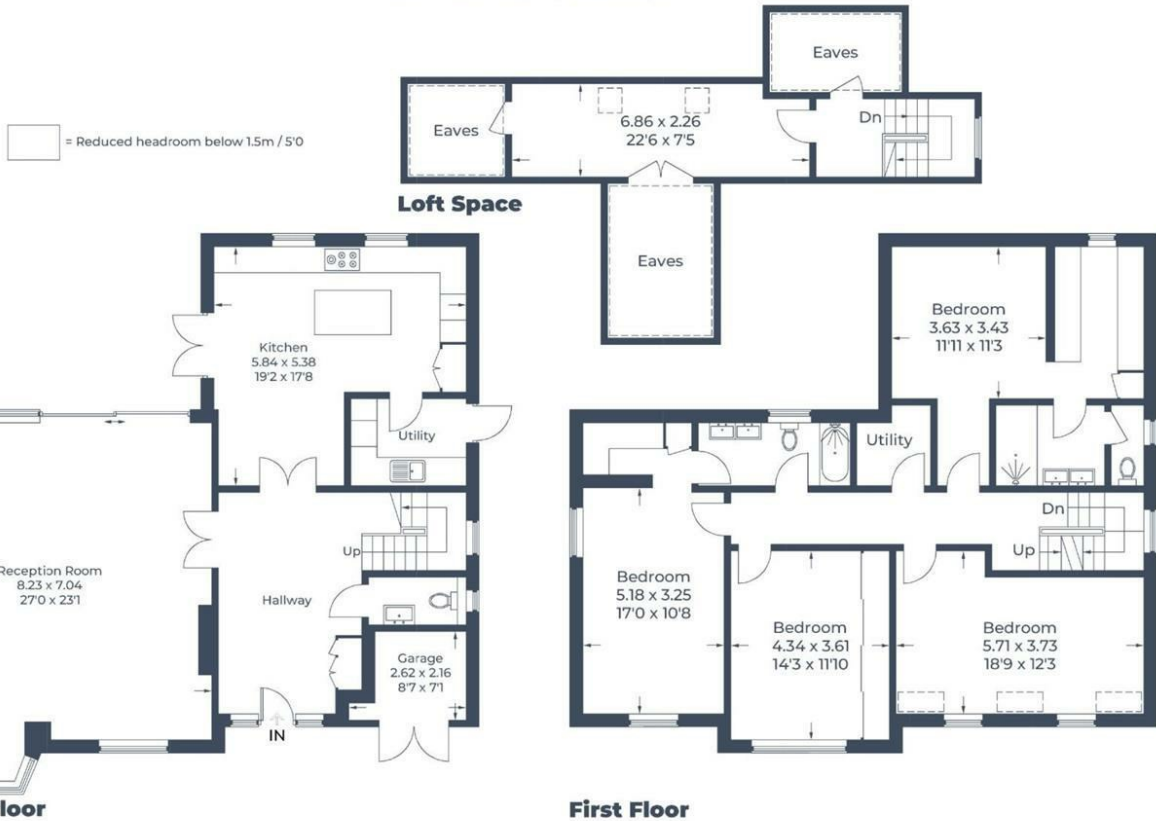 Eaves
= Reduced headroom below 1.5m / 5'0
Eaves
6.86 x 2.26
22'6 x 7'5
Dn
Loft Space
Eaves
Kitchen
5.84 x 5.38
19'2 x 17'8
Utility
Up
Reception Room
8.23 x 7.04
27'0 x 23'1
Hallway
Garage
2.62 x 2.16
8'7 x 7'1
IN
Bedroom
3.63 x 3.43
11'11 x 11'3
Utility
Dn
Up
Bedroom
5.18 x 3.25
17'0 x 10'8
Bedroom
4.34 x 3.61
14'3 x 11'10
Bedroom
5.71 x 3.73
18'9 x 12'3
loor
First Floor